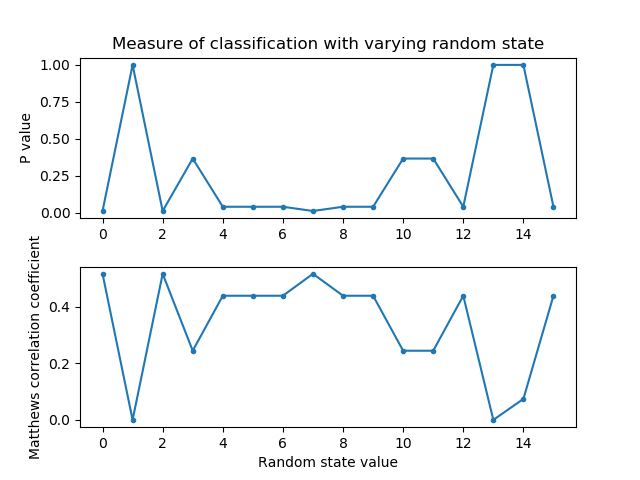 Measure of classification with varying random state
P value
1.00
0.75
0.50
0.25
0.00
0 2 4 6 8 10 12 14
Matthews correlation coefficient
0.4
0.2
0.0
0 2 4 6 8 10 12 14
Random state value